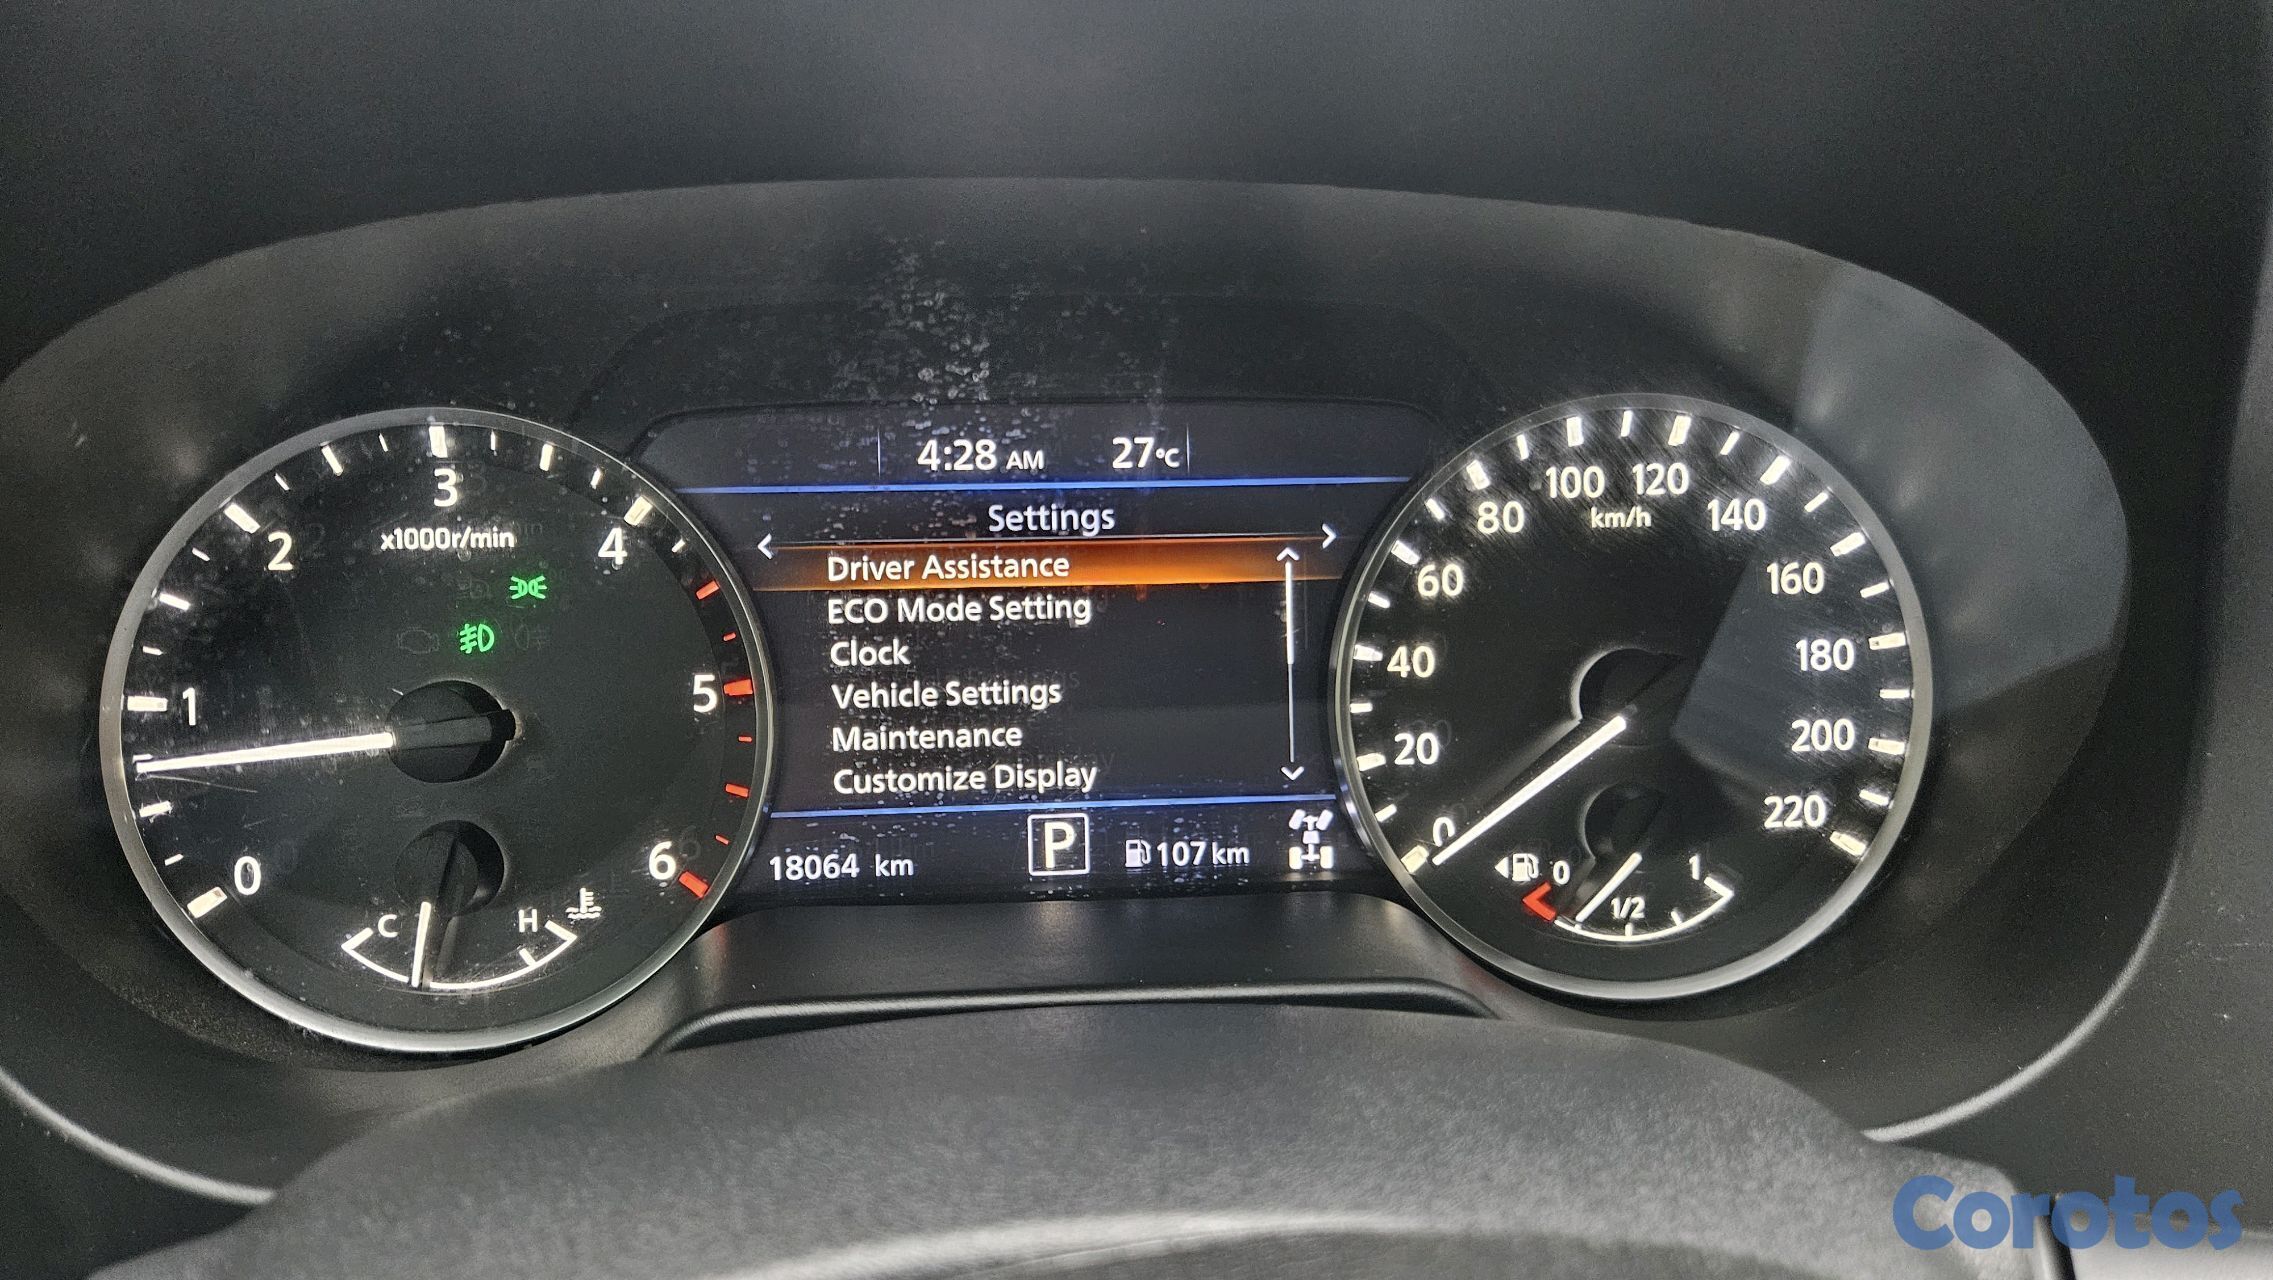 4:28 AM 27°C
Settings
Driver Assistance
ECO Mode Setting
Clock
Vehicle Settings
Maintenance
Customize Display
18064 km P 107 km
0 1 2 3 4 5 6
x1000r/min
C H
0 20 40 60 80 100 120 140 160 180 200 220
km/h
0 1/2 1
Corotos